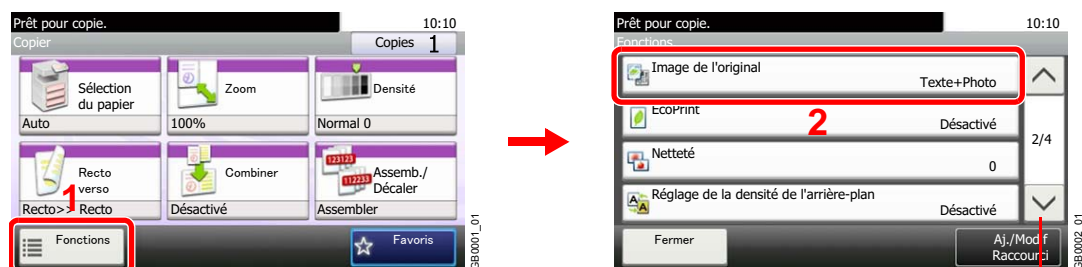 Prêt pour copie.
10:10
Copier
Copies 1
Sélection
du papier
Auto
Zoom
100%
Densité
Normal 0
Recto
verso
Recto>> Recto
1
Combiner
Désactivé
123123
112233
Assemb./
Décaler
Assembler
Fonctions
Favoris
GB0001_01
Prêt pour copie.
10:10
Fonctions
Image de l'original
Texte+Photo
EcoPrint
Désactivé
2
Netteté
0
2/4
Réglage de la densité de l'arrière-plan
Désactivé
Fermer
Aj./Modif
Raccourci
GB0002_01